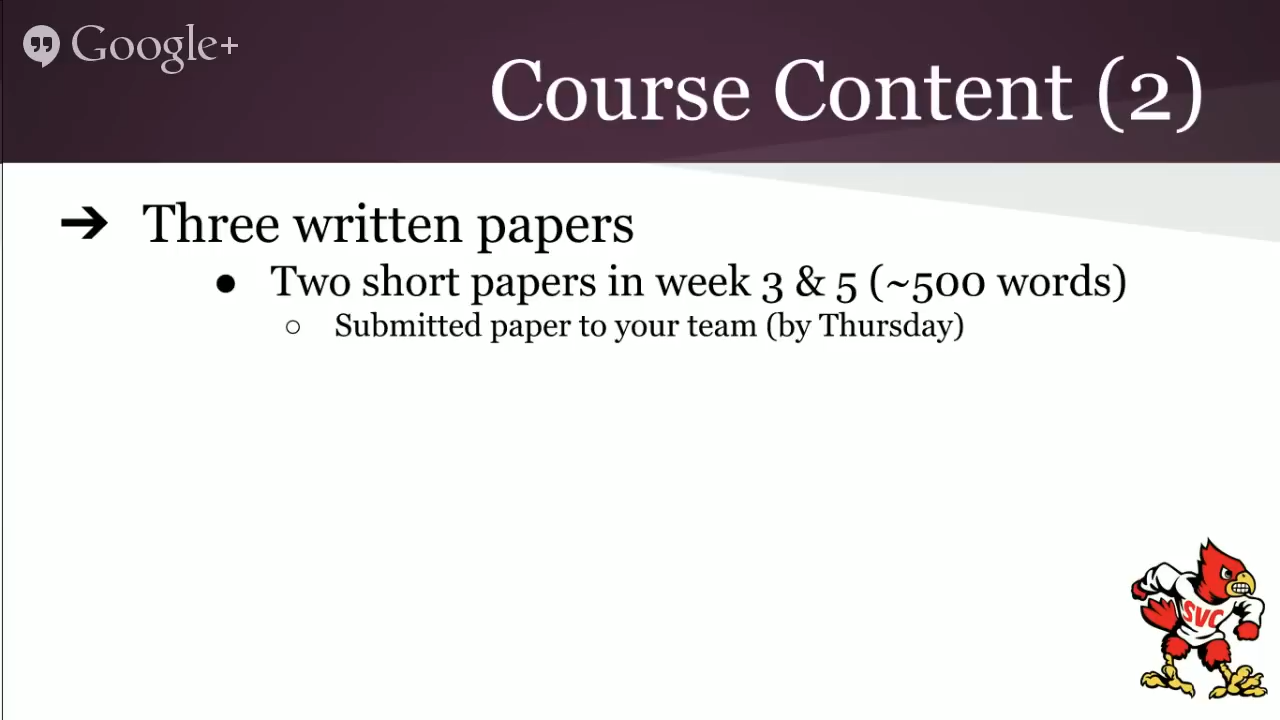 Google+
Course Content (2)
➔ Three written papers
● Two short papers in week 3 & 5 (~500 words)
○ Submitted paper to your team (by Thursday)
SVC